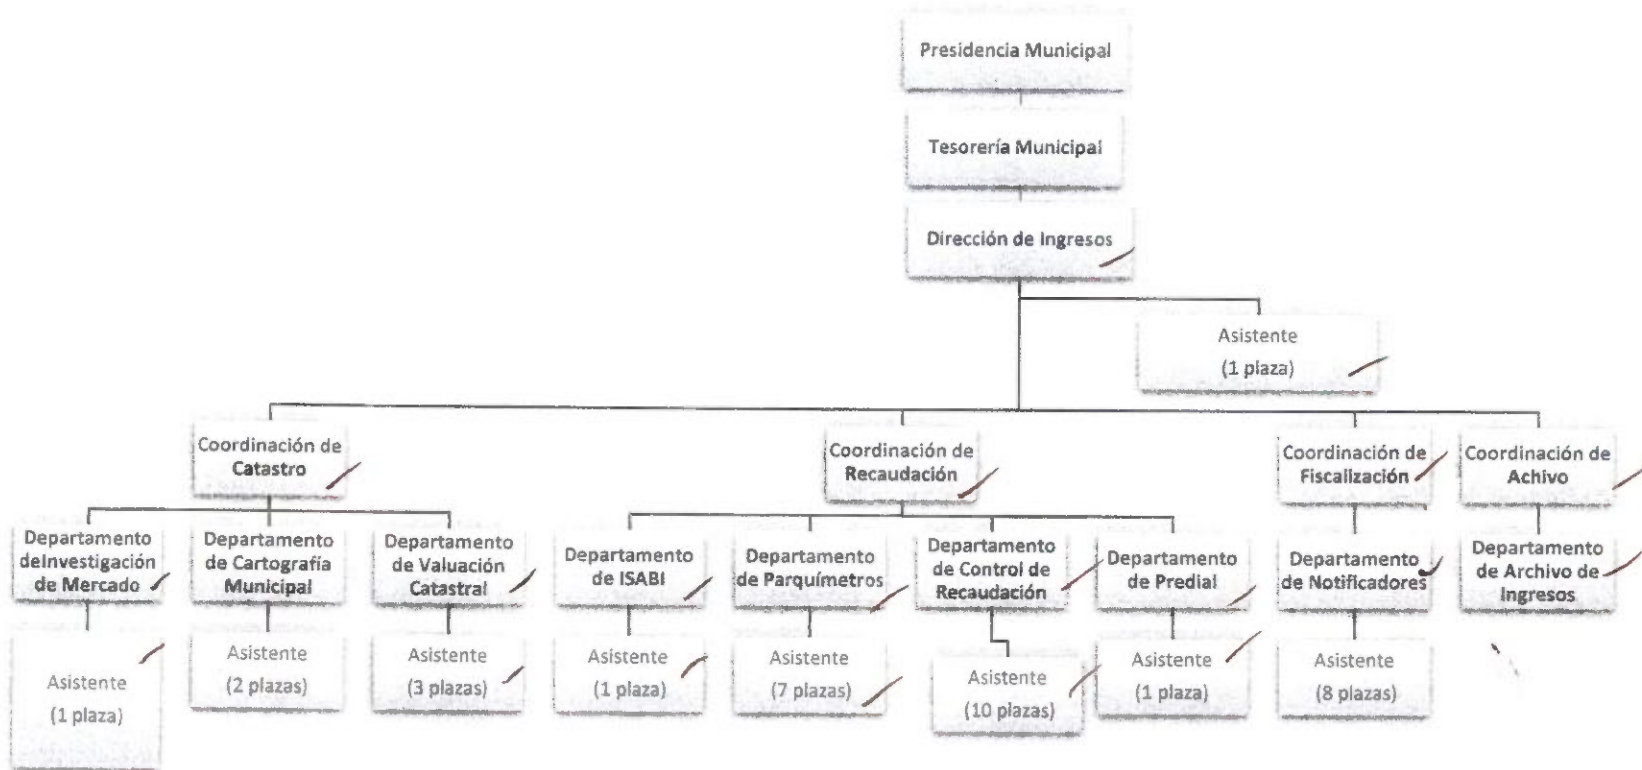 Presidencia Municipal
Tesorería Municipal
Dirección de Ingresos
Asistente
(1 plaza)
Coordinación de
Catastro
Coordinación de
Recaudación
Coordinación de
Fiscalización
Coordinación de
Achivo
Departamento
deInvestigación
de Mercado
Departamento
de Cartografía
Municipal
Departamento
de Valuación
Catastral
Departamento
de ISABI
Departamento
de Parquímetros
Departamento
de Control de
Recaudación
Departamento
de Predial
Departamento
de Notificadores
Departamento
de Archivo de
Ingresos
Asistente
(1 plaza)
Asistente
(2 plazas)
Asistente
(3 plazas)
Asistente
(1 plaza)
Asistente
(7 plazas)
Asistente
(10 plazas)
Asistente
(1 plaza)
Asistente
(8 plazas)